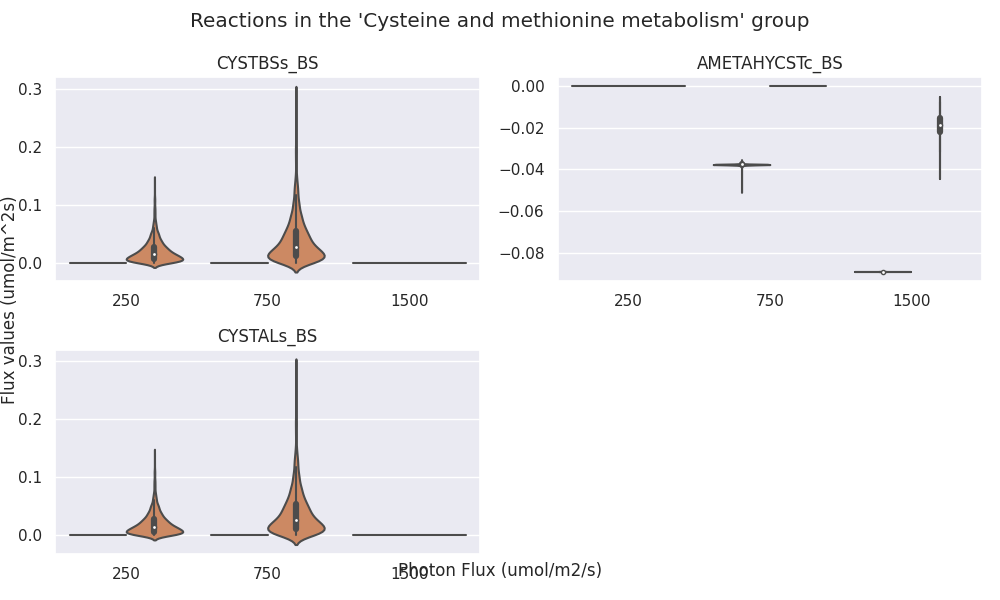 Reactions in the 'Cysteine and methionine metabolism' group
CYSTBSs_BS
0.3
0.2
0.1
0.0
250 750 1500
AMETAHYCSTc_BS
0.00
−0.02
−0.04
−0.06
−0.08
250 750 1500
Flux values (umol/m^2s)
CYSTALs_BS
0.3
0.2
0.1
0.0
250 750 1500
Photon Flux (umol/m2/s)